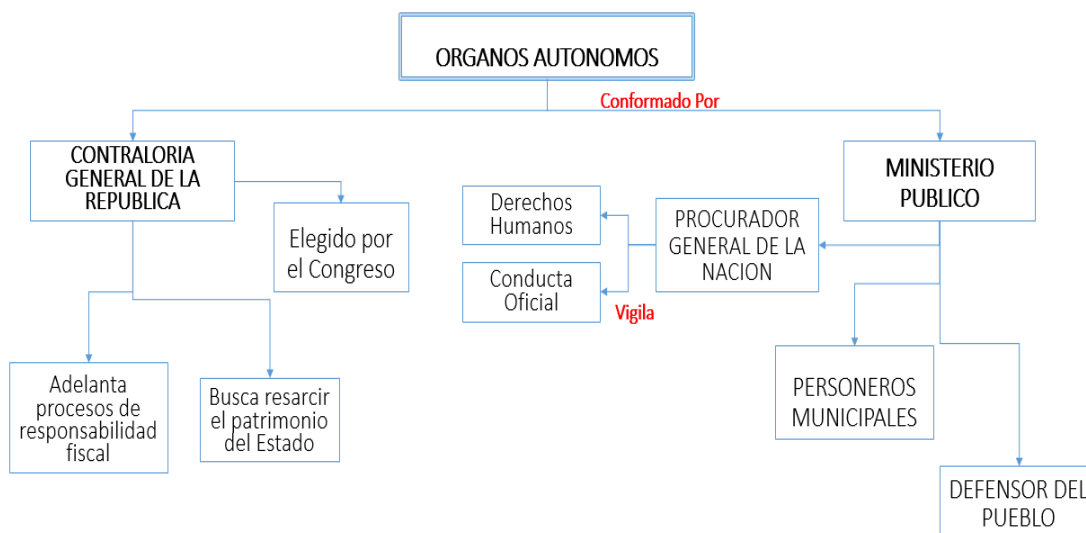 ORGANOS AUTONOMOS
Conformado Por
CONTRALORIA
GENERAL DE LA
REPUBLICA
Elegido por
el Congreso
Adelanta
procesos de
responsabilidad
fiscal
Busca resarcir
el patrimonio
del Estado
MINISTERIO
PUBLICO
PROCURADOR
GENERAL DE LA
NACION
Derechos
Humanos
Conducta
Oficial
Vigila
PERSONEROS
MUNICIPALES
DEFENSOR DEL
PUEBLO